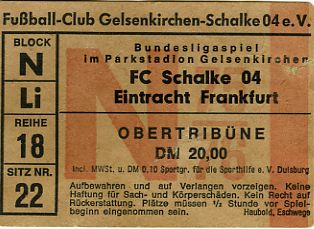 Fußball-Club Gelsenkirchen-Schalke 04 e.V.
BLOCK
N
Li
REIHE
18
SITZ NR.
22
Bundesligaspiel
im Parkstadion Gelsenkirchen
FC Schalke 04
Eintracht Frankfurt
OBERTRIBÜNE
DM 20,00
Incl. MWSt. u. DM 0,10 Sportgr. für die Sporthilfe e. V. Duisburg
Aufbewahren und auf Verlangen vorzeigen. Keine
Haftung für Sach- und Körperschäden. Kein Recht auf
Rückerstattung. Plätze müssen ½ Stunde vor Spiel-
beginn eingenommen sein. Haubold, Eschwege